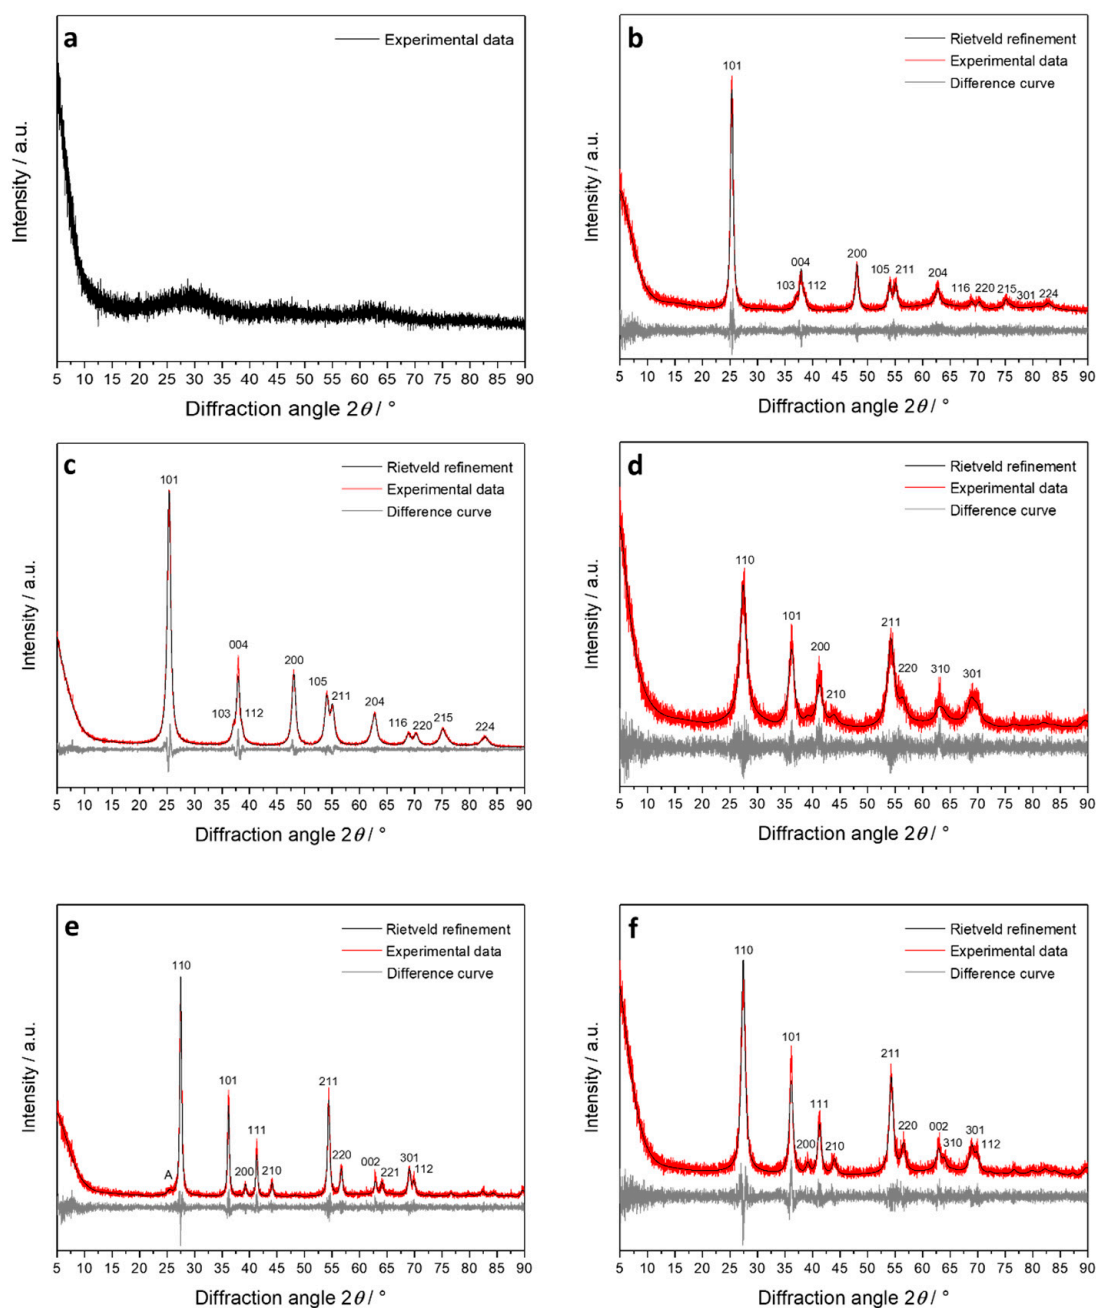 a
Experimental data
Intensity / a.u.
5 10 15 20 25 30 35 40 45 50 55 60 65 70 75 80 85 90
Diffraction angle 2θ / °
b
Rietveld refinement
Experimental data
Difference curve
101
103
004
112
200
105
211
204
116
220
215
301
224
Intensity / a.u.
5 10 15 20 25 30 35 40 45 50 55 60 65 70 75 80 85 90
Diffraction angle 2θ / °
c
Rietveld refinement
Experimental data
Difference curve
101
103
004
112
200
105
211
204
116
220
215
224
Intensity / a.u.
5 10 15 20 25 30 35 40 45 50 55 60 65 70 75 80 85 90
Diffraction angle 2θ / °
d
Rietveld refinement
Experimental data
Difference curve
110
101
200
210
211
220
310
301
Intensity / a.u.
5 10 15 20 25 30 35 40 45 50 55 60 65 70 75 80 85 90
Diffraction angle 2θ / °
e
Rietveld refinement
Experimental data
Difference curve
A
110
101
200
111
210
211
220
002
221
301
112
Intensity / a.u.
5 10 15 20 25 30 35 40 45 50 55 60 65 70 75 80 85 90
Diffraction angle 2θ / °
f
Rietveld refinement
Experimental data
Difference curve
110
101
200
111
210
211
220
002
310
301
112
Intensity / a.u.
5 10 15 20 25 30 35 40 45 50 55 60 65 70 75 80 85 90
Diffraction angle 2θ / °